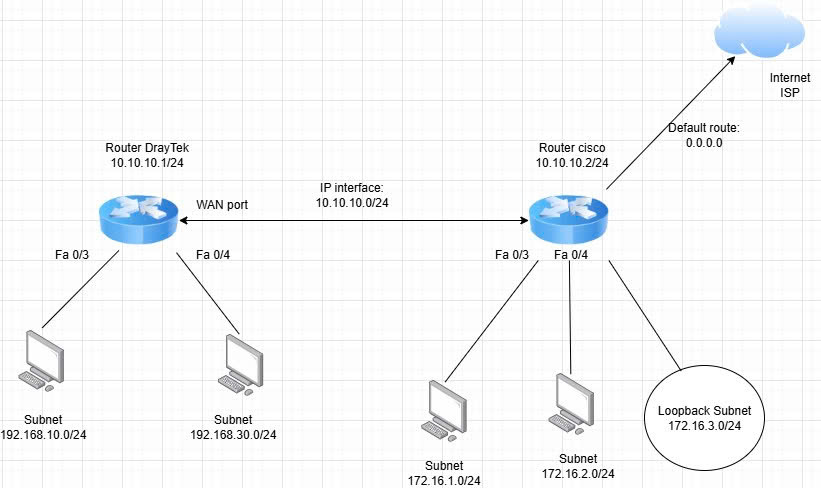 Internet
ISP
Default route:
0.0.0.0
Router DrayTek
10.10.10.1/24
Router cisco
10.10.10.2/24
IP interface:
10.10.10.0/24
WAN port
Fa 0/3
Fa 0/4
Fa 0/3
Fa 0/4
Subnet
192.168.10.0/24
Subnet
192.168.30.0/24
Loopback Subnet
172.16.3.0/24
Subnet
172.16.1.0/24
Subnet
172.16.2.0/24